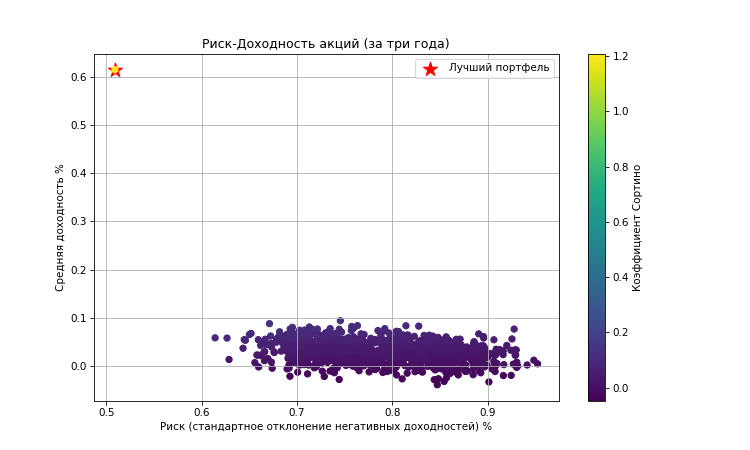 Риск-Доходность акций (за три года)
Лучший портфель
0.6
0.5
0.4
0.3
0.2
0.1
0.0
Средняя доходность %
0.5 0.6 0.7 0.8 0.9
Риск (стандартное отклонение негативных доходностей) %
1.2
1.0
0.8
0.6
0.4
0.2
0.0
Коэффициент Сортино